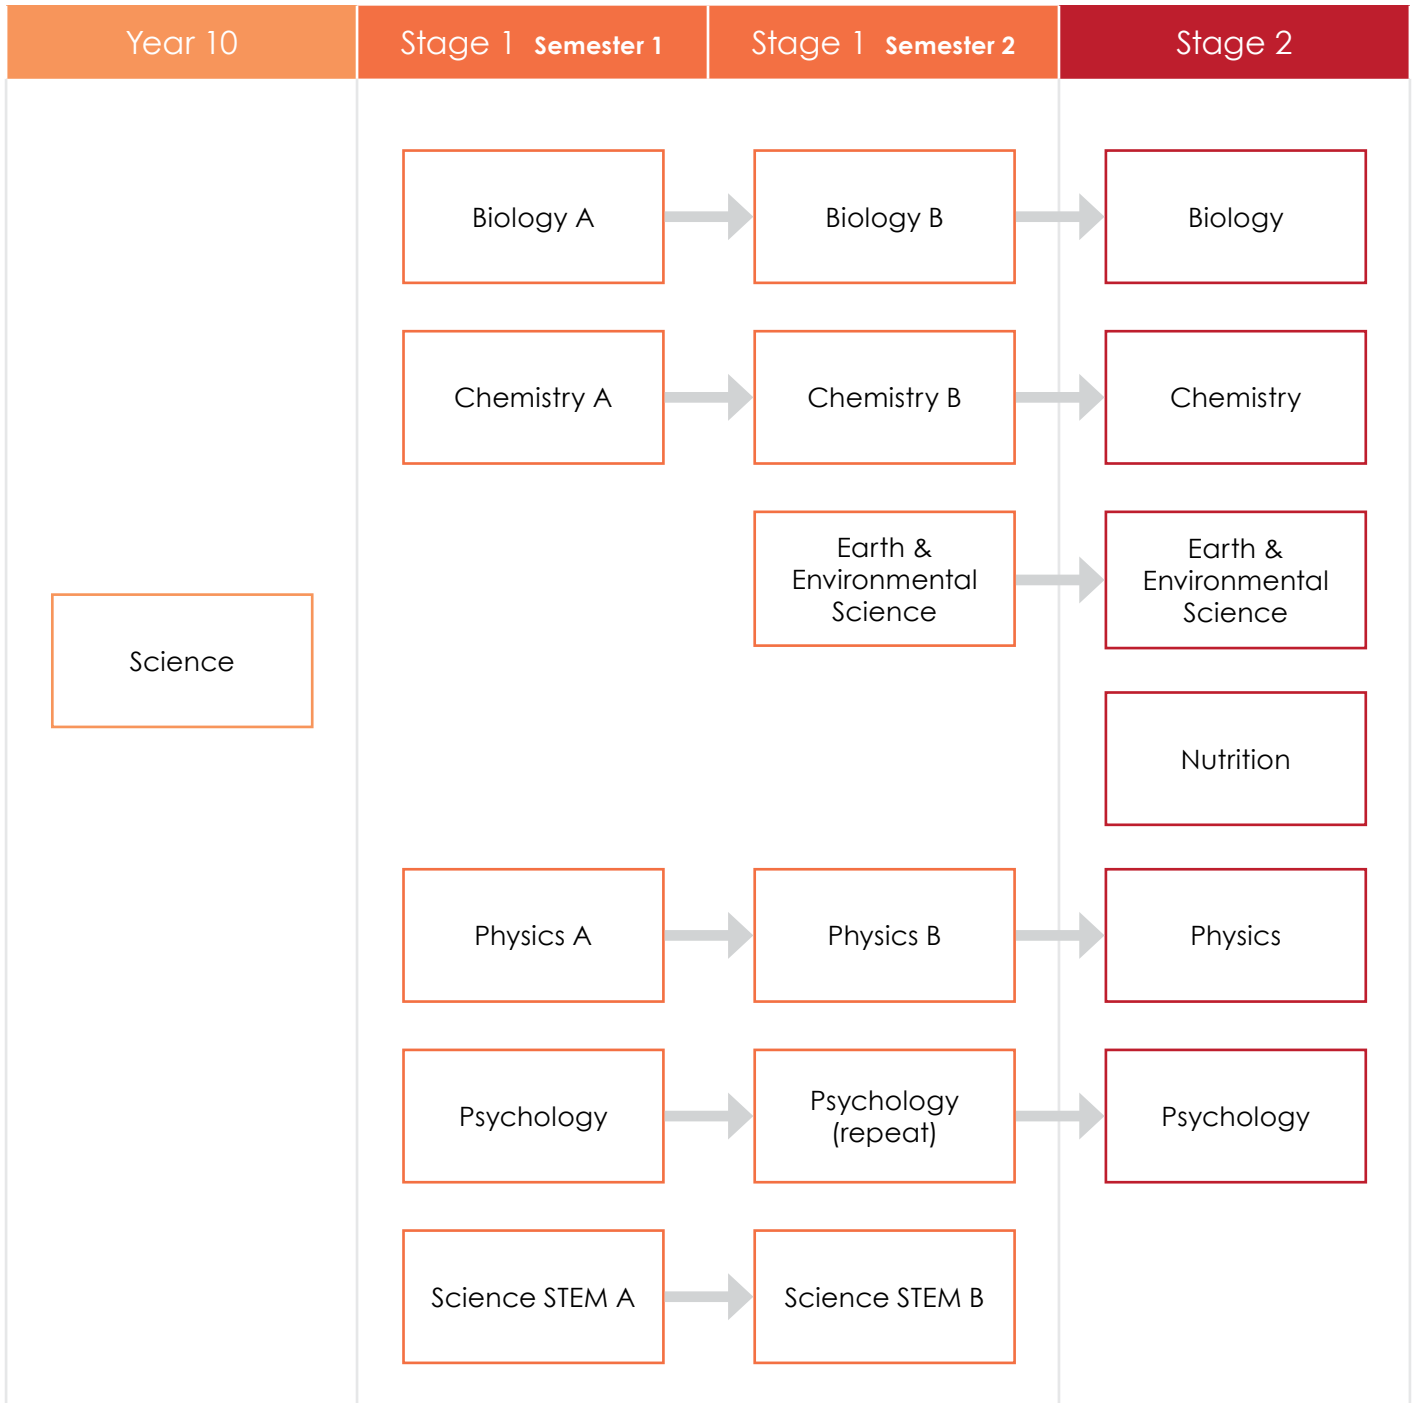 Year 10
Stage 1 Semester 1
Stage 1 Semester 2
Stage 2
Biology A
Biology B
Biology
Chemistry A
Chemistry B
Chemistry
Earth &
Environmental
Science
Earth &
Environmental
Science
Science
Nutrition
Physics A
Physics B
Physics
Psychology
Psychology
(repeat)
Psychology
Science STEM A
Science STEM B